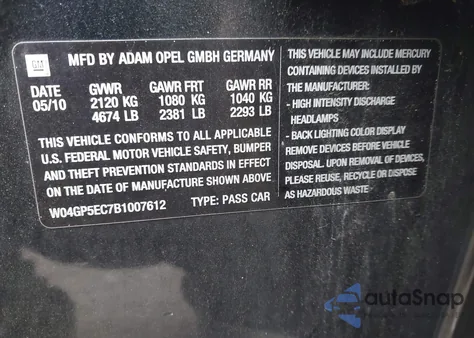 GM
MFD BY ADAM OPEL GMBH GERMANY
DATE GVWR GAWR FRT GAWR RR
05/10 2120 KG 1080 KG 1040 KG
4674 LB 2381 LB 2293 LB
THIS VEHICLE CONFORMS TO ALL APPLICABLE
U.S. FEDERAL MOTOR VEHICLE SAFETY, BUMPER
AND THEFT PREVENTION STANDARDS IN EFFECT
ON THE DATE OF MANUFACTURE SHOWN ABOVE
W04GP5EC7B1007612 TYPE: PASS CAR
THIS VEHICLE MAY INCLUDE MERCURY
CONTAINING DEVICES INSTALLED BY
THE MANUFACTURER:
- HIGH INTENSITY DISCHARGE
HEADLAMPS
- BACK LIGHTING COLOR DISPLAY
REMOVE DEVICES BEFORE VEHICLE
DISPOSAL. UPON REMOVAL OF DEVICES,
PLEASE REUSE, RECYCLE OR DISPOSE
AS HAZARDOUS WASTE
autoSnap